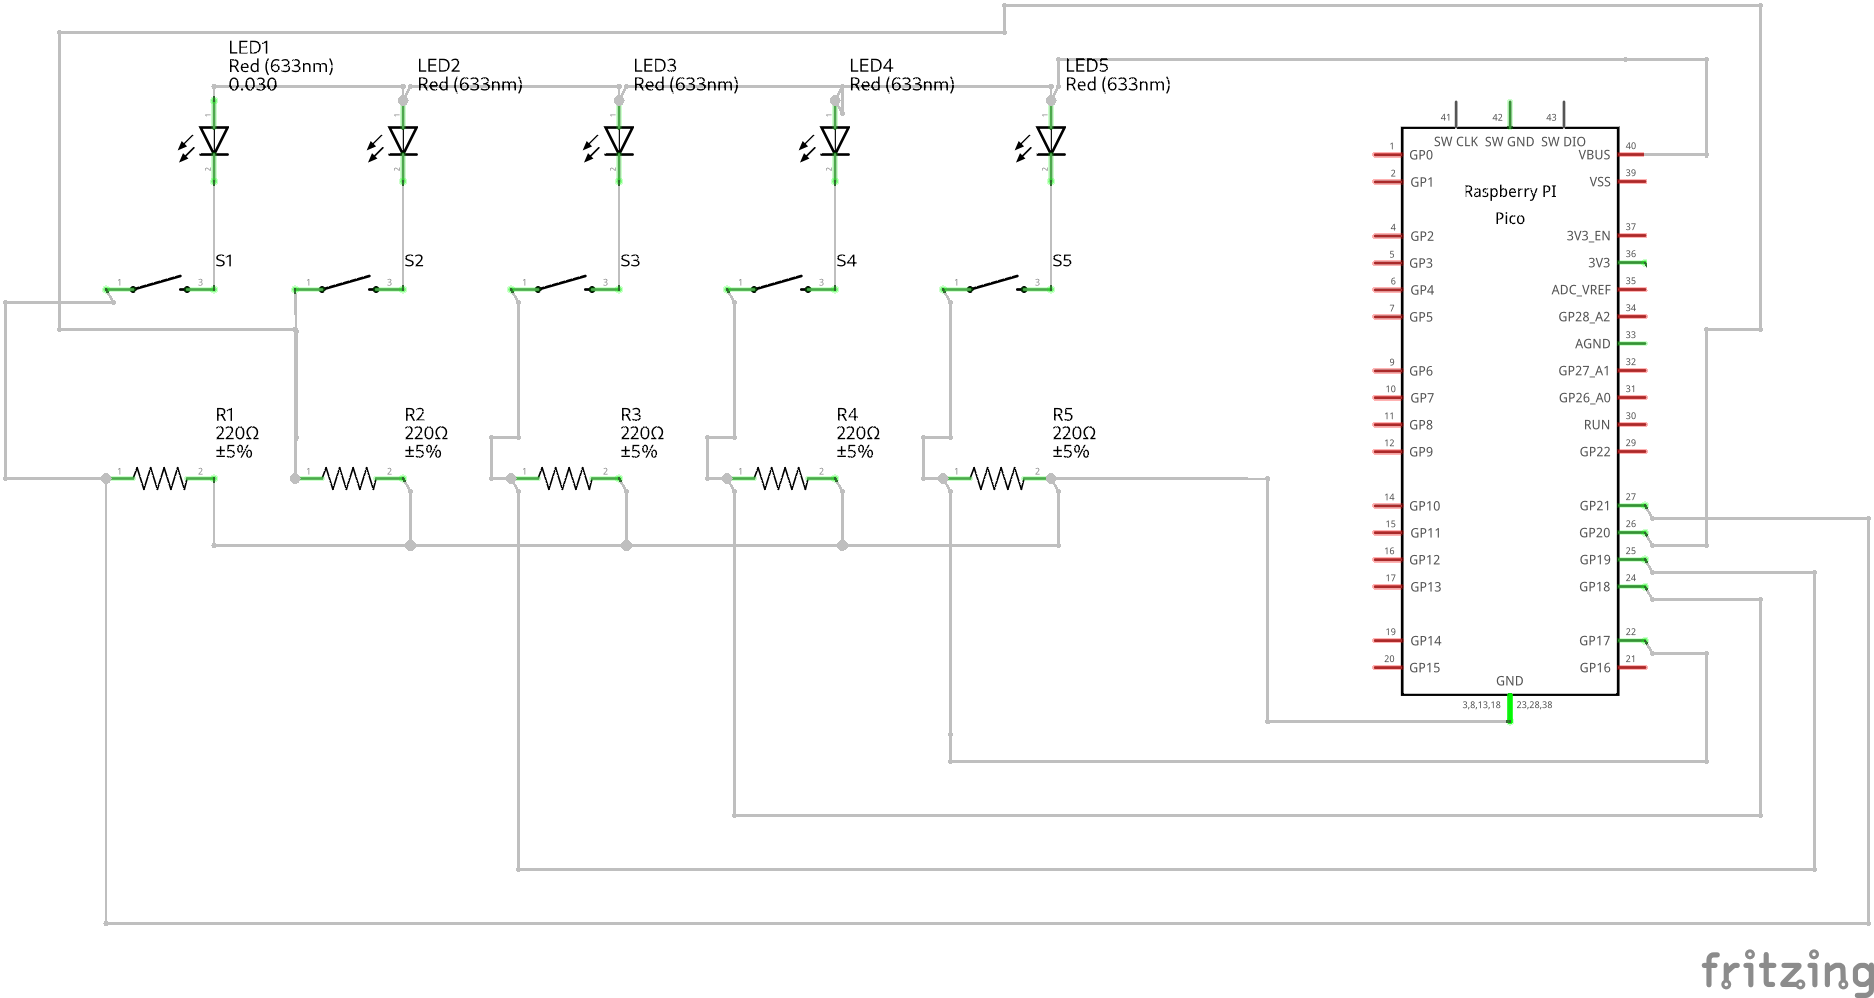 LED1
Red (633nm)
0.030
LED2
Red (633nm)
LED3
Red (633nm)
LED4
Red (633nm)
LED5
Red (633nm)
1
2
1
2
1
2
1
2
1
2
S1
1
3
S2
1
3
S3
1
3
S4
1
3
S5
1
3
R1
220Ω
±5%
1
2
R2
220Ω
±5%
1
2
R3
220Ω
±5%
1
2
R4
220Ω
±5%
1
2
R5
220Ω
±5%
1
2
41
42
43
SW CLK
SW GND
SW DIO
Raspberry PI
Pico
1 GP0
2 GP1
4 GP2
5 GP3
6 GP4
7 GP5
9 GP6
10 GP7
11 GP8
12 GP9
14 GP10
15 GP11
16 GP12
17 GP13
19 GP14
20 GP15
VBUS 40
VSS 39
3V3_EN 37
3V3 36
ADC_VREF 35
GP28_A2 34
AGND 33
GP27_A1 32
GP26_A0 31
RUN 30
GP22 29
GP21 27
GP20 26
GP19 25
GP18 24
GP17 22
GP16 21
GND
3,8,13,18
23,28,38
fritzing